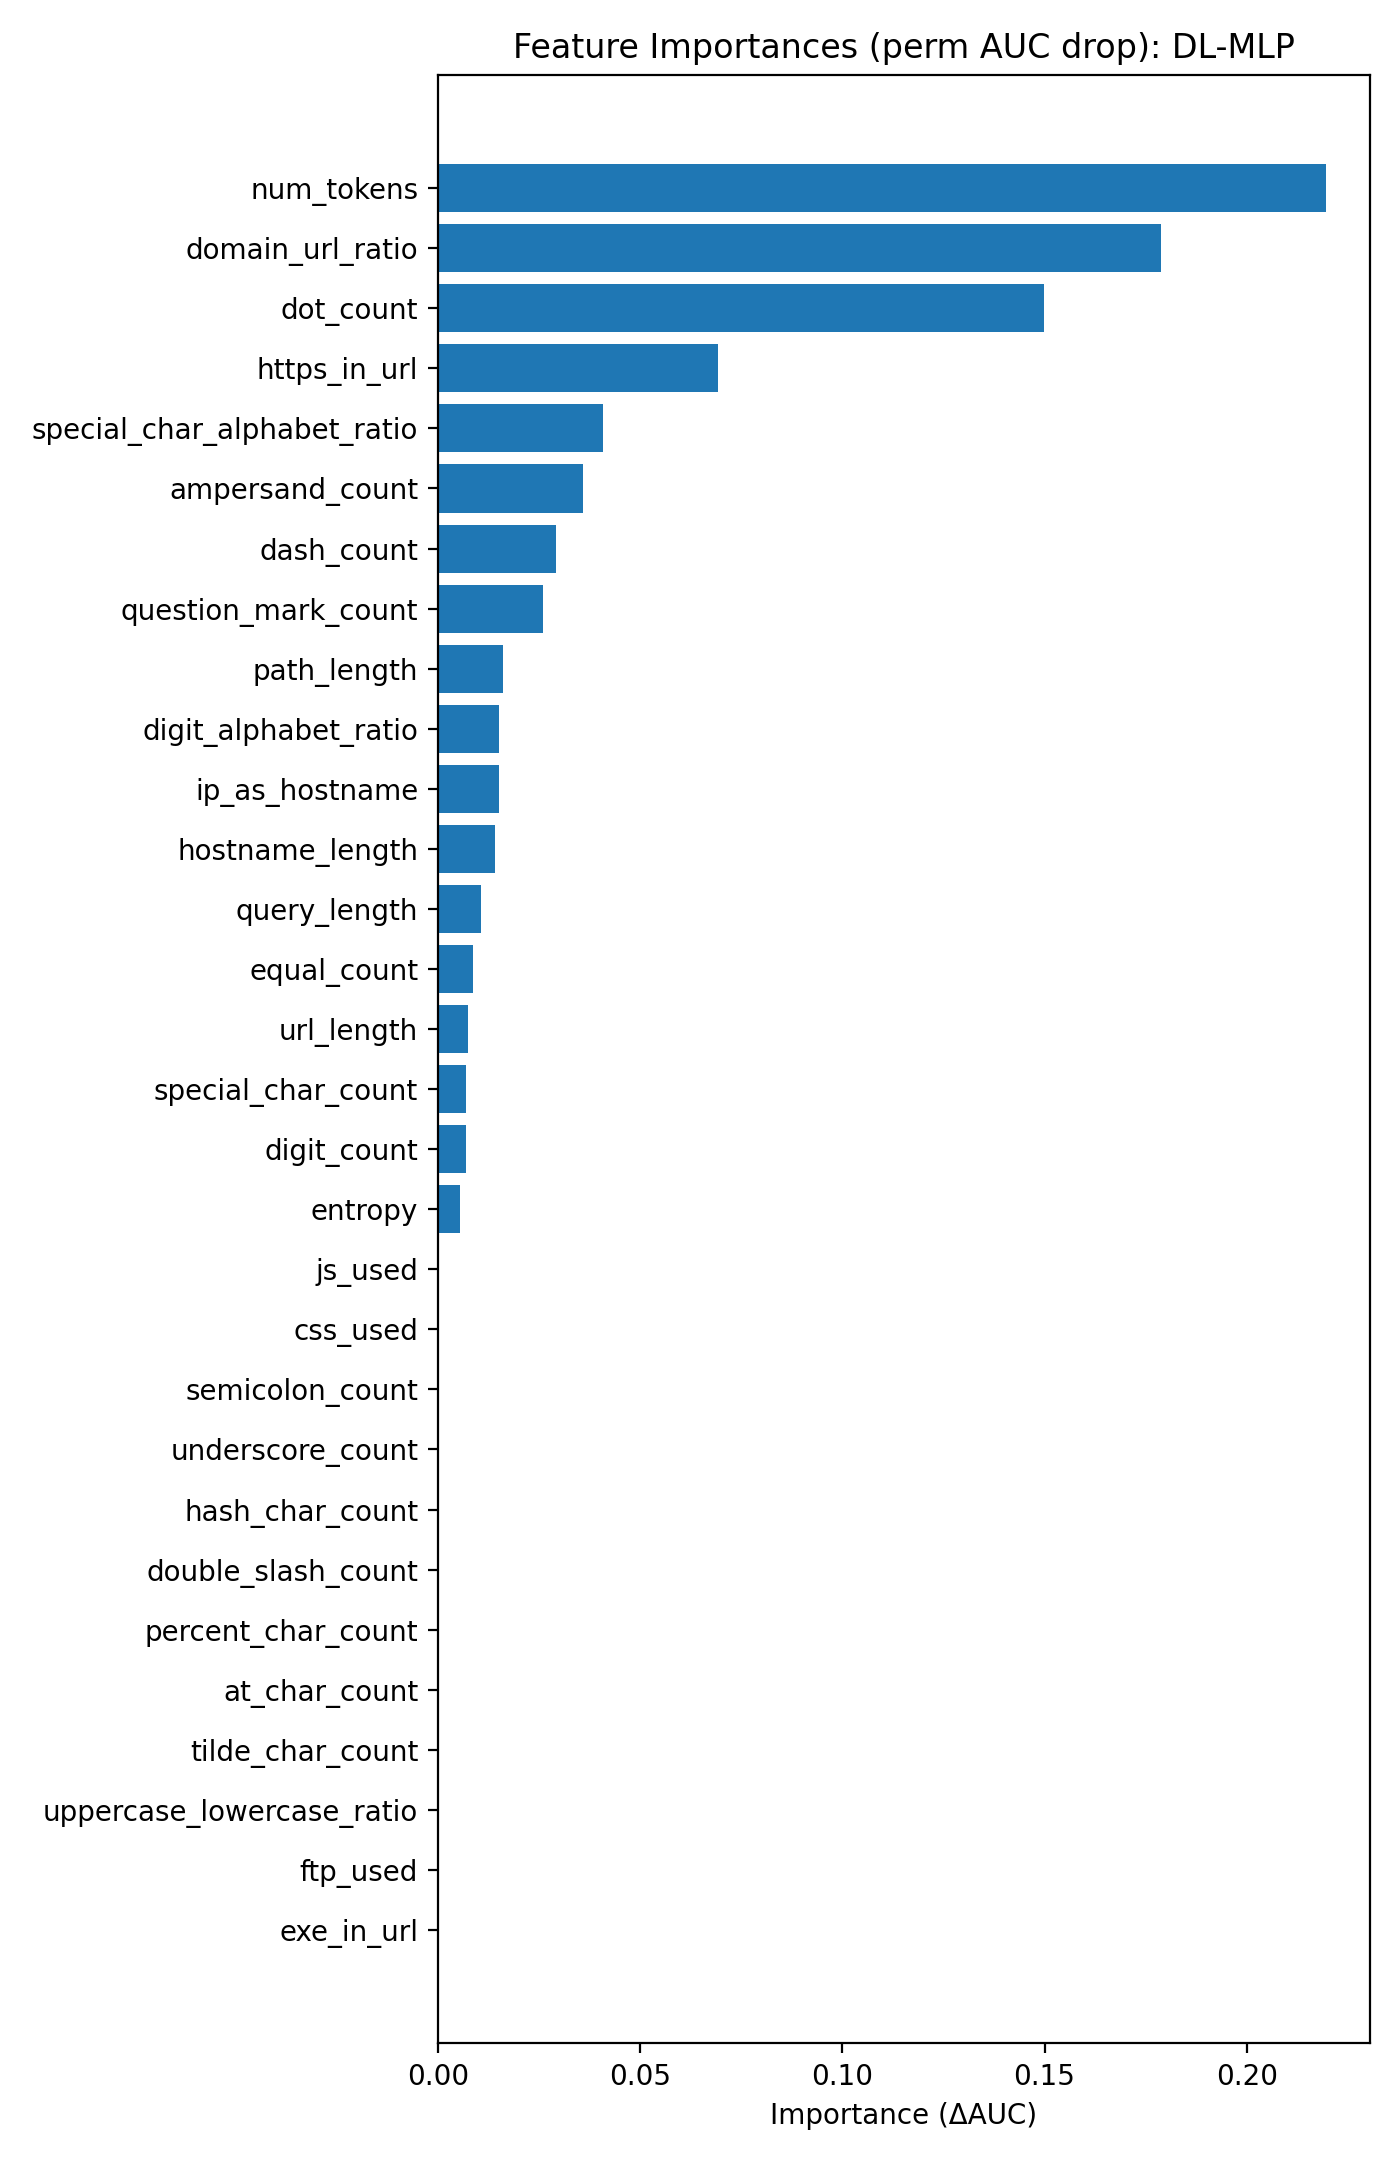 Feature Importances (perm AUC drop): DL-MLP
num_tokens
domain_url_ratio
dot_count
https_in_url
special_char_alphabet_ratio
ampersand_count
dash_count
question_mark_count
path_length
digit_alphabet_ratio
ip_as_hostname
hostname_length
query_length
equal_count
url_length
special_char_count
digit_count
entropy
js_used
css_used
semicolon_count
underscore_count
hash_char_count
double_slash_count
percent_char_count
at_char_count
tilde_char_count
uppercase_lowercase_ratio
ftp_used
exe_in_url
0.00 0.05 0.10 0.15 0.20
Importance (ΔAUC)